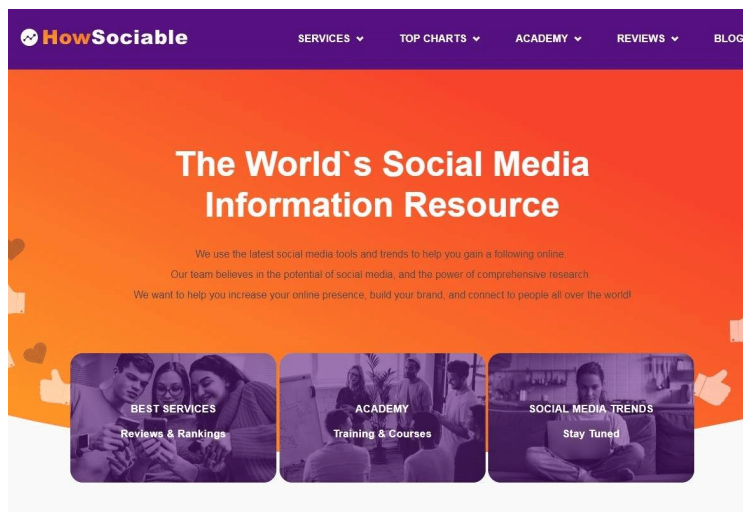 HowSociable
SERVICES
TOP CHARTS
ACADEMY
REVIEWS
BLOG
The World`s Social Media
Information Resource
We use the latest social media tools and trends to help you gain a following online.
Our team believes in the potential of social media, and the power of comprehensive research.
We want to help you increase your online presence, build your brand, and connect to people all over the world!
BEST SERVICES
Reviews & Rankings
ACADEMY
Training & Courses
SOCIAL MEDIA TRENDS
Stay Tuned